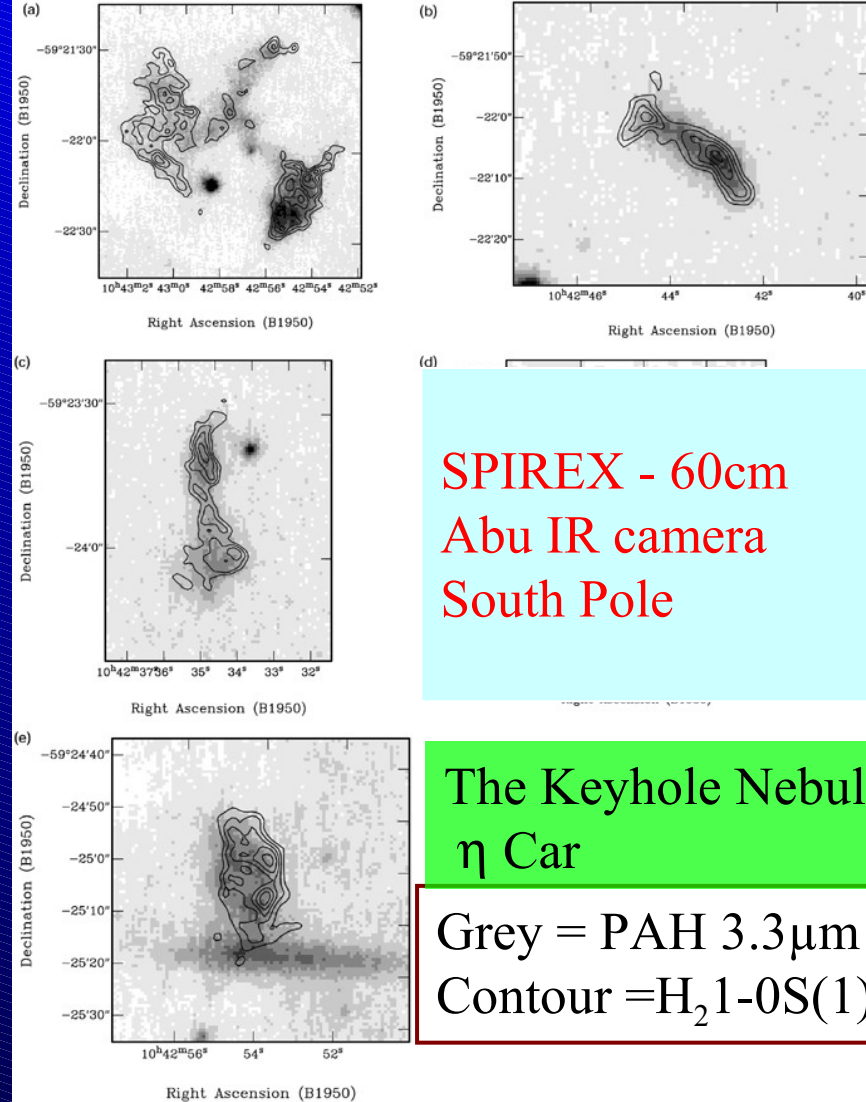 (a)
Declination (B1950)
−59°21'30"
−22'0"
−22'30"
10ʰ43ᵐ2ˢ 43ᵐ0ˢ 42ᵐ58ˢ 42ᵐ56ˢ 42ᵐ54ˢ 42ᵐ52ˢ
Right Ascension (B1950)
(b)
Declination (B1950)
−59°21'50"
−22'0"
−22'10"
−22'20"
10ʰ42ᵐ46ˢ 44ˢ 42ˢ 40ˢ
Right Ascension (B1950)
(c)
Declination (B1950)
−59°23'30"
−24'0"
35ˢ 34ˢ 33ˢ 32ˢ
Right Ascension (B1950)
(d)
SPIREX - 60cm
Abu IR camera
South Pole
(e)
Declination (B1950)
−59°24'40"
−24'50"
−25'0"
−25'10"
−25'20"
−25'30"
10ʰ42ᵐ56ˢ 54ˢ 52ˢ
Right Ascension (B1950)
The Keyhole Nebul
η Car
Grey = PAH 3.3µm
Contour =H₂1-0S(1)